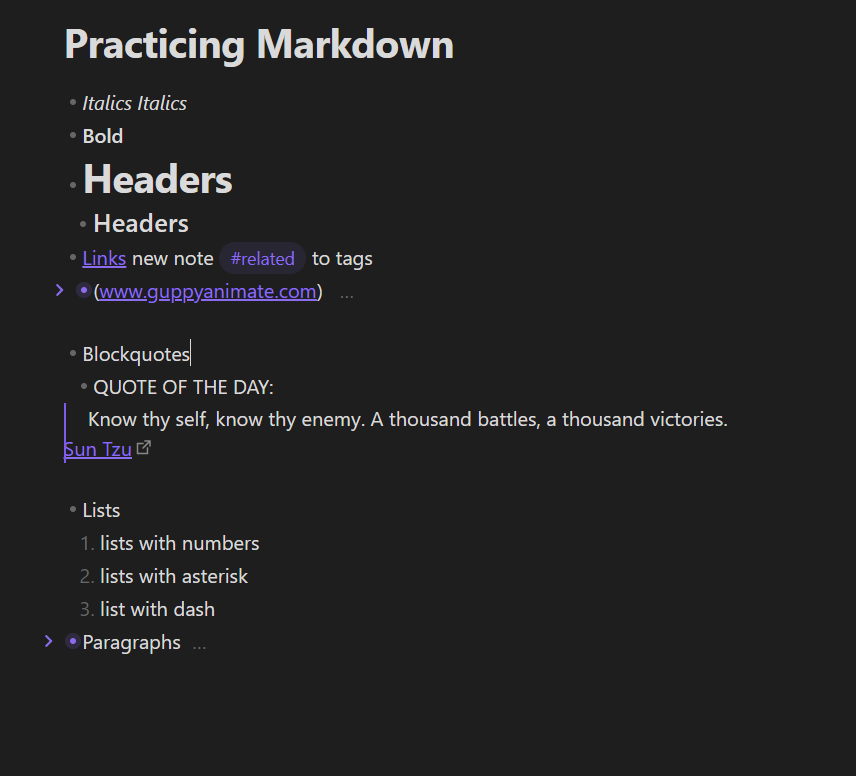 Practicing Markdown
Italics Italics
Bold
Headers
Headers
Links new note #related to tags
(www.guppyanimate.com) ...
Blockquotes
QUOTE OF THE DAY:
Know thy self, know thy enemy. A thousand battles, a thousand victories.
Sun Tzu
Lists
1. lists with numbers
2. lists with asterisk
3. list with dash
Paragraphs ...